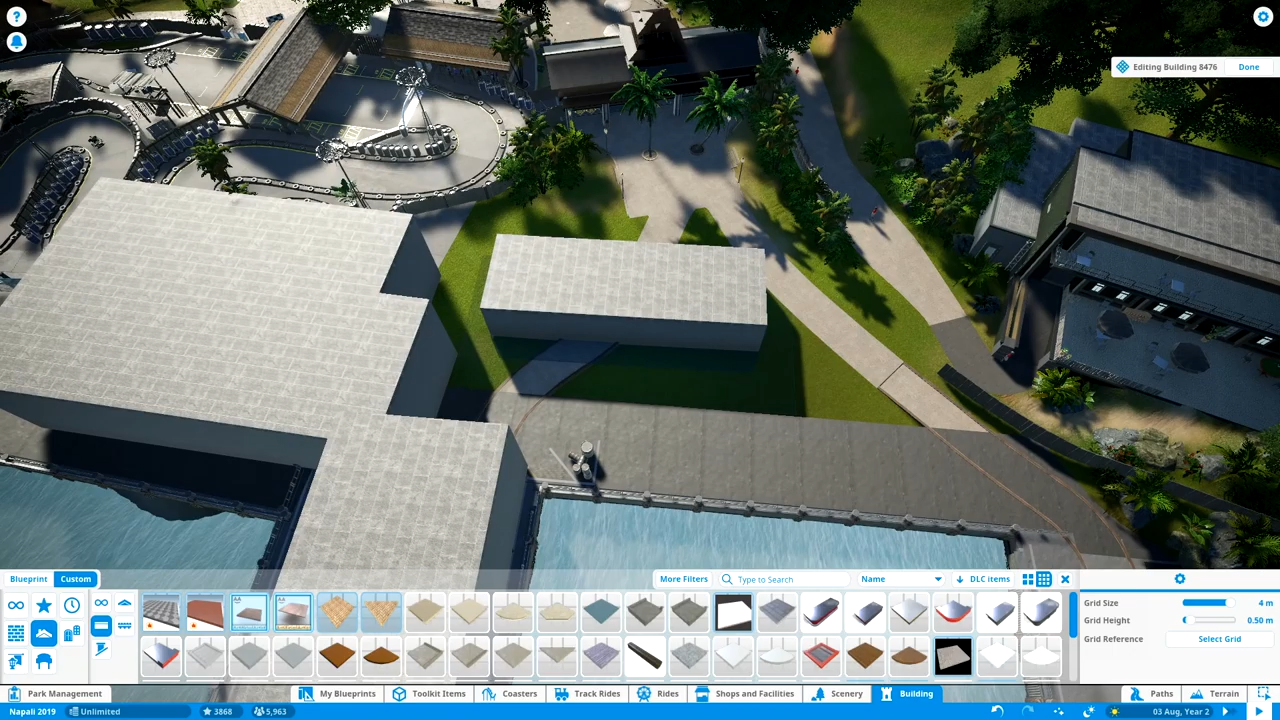 ?
Editing Building 8476 Done
Blueprint Custom More Filters Type to Search Name DLC items
Grid Size 4 m
Grid Height 0.50 m
Grid Reference Select Grid
Park Management My Blueprints Toolkit Items Coasters Track Rides Rides Shops and Facilities Scenery Building Paths Terrain
Napali 2019 Unlimited 3868 5,963 03 Aug, Year 2